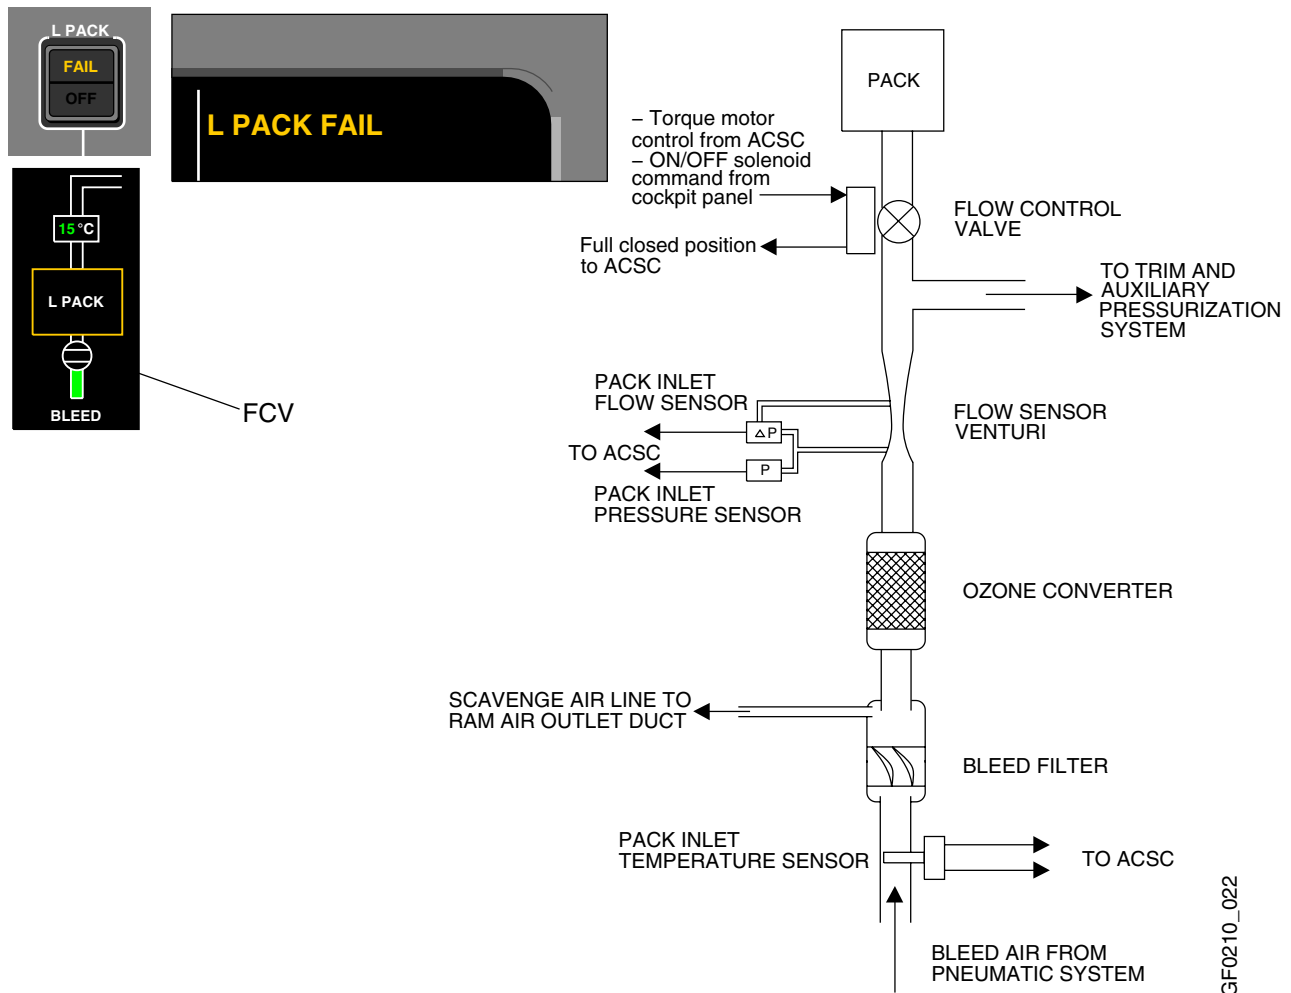 L PACK
FAIL
OFF
L PACK FAIL
15 °C
L PACK
BLEED
FCV
PACK
– Torque motor
control from ACSC
– ON/OFF solenoid
command from
cockpit panel
Full closed position
to ACSC
FLOW CONTROL
VALVE
TO TRIM AND
AUXILIARY
PRESSURIZATION
SYSTEM
PACK INLET
FLOW SENSOR
△ P
TO ACSC
P
PACK INLET
PRESSURE SENSOR
FLOW SENSOR
VENTURI
OZONE CONVERTER
SCAVENGE AIR LINE TO
RAM AIR OUTLET DUCT
BLEED FILTER
PACK INLET
TEMPERATURE SENSOR
TO ACSC
BLEED AIR FROM
PNEUMATIC SYSTEM
GF0210_022